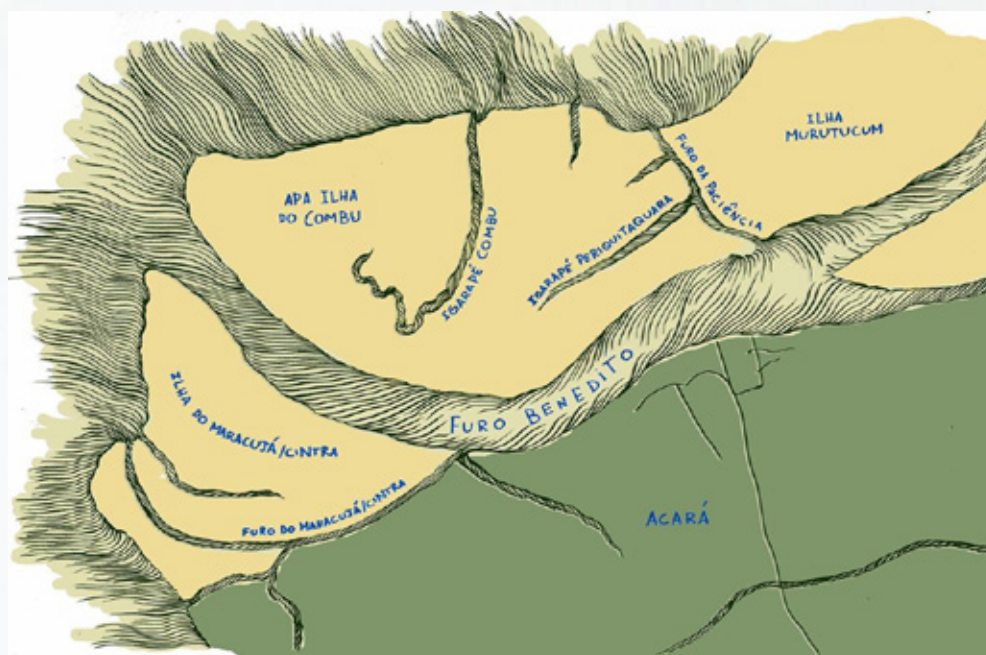 ILHA
MURUTUCUM
APA ILHA
DO COMBU
FURO DA PACIÊNCIA
IGARAPÉ COMBU
IGARAPÉ PERIQUITAQUARA
FURO BENEDITO
ILHA DO MARACUJÁ/CINTRA
FURO DO MARACUJÁ/CINTRA
ACARÁ